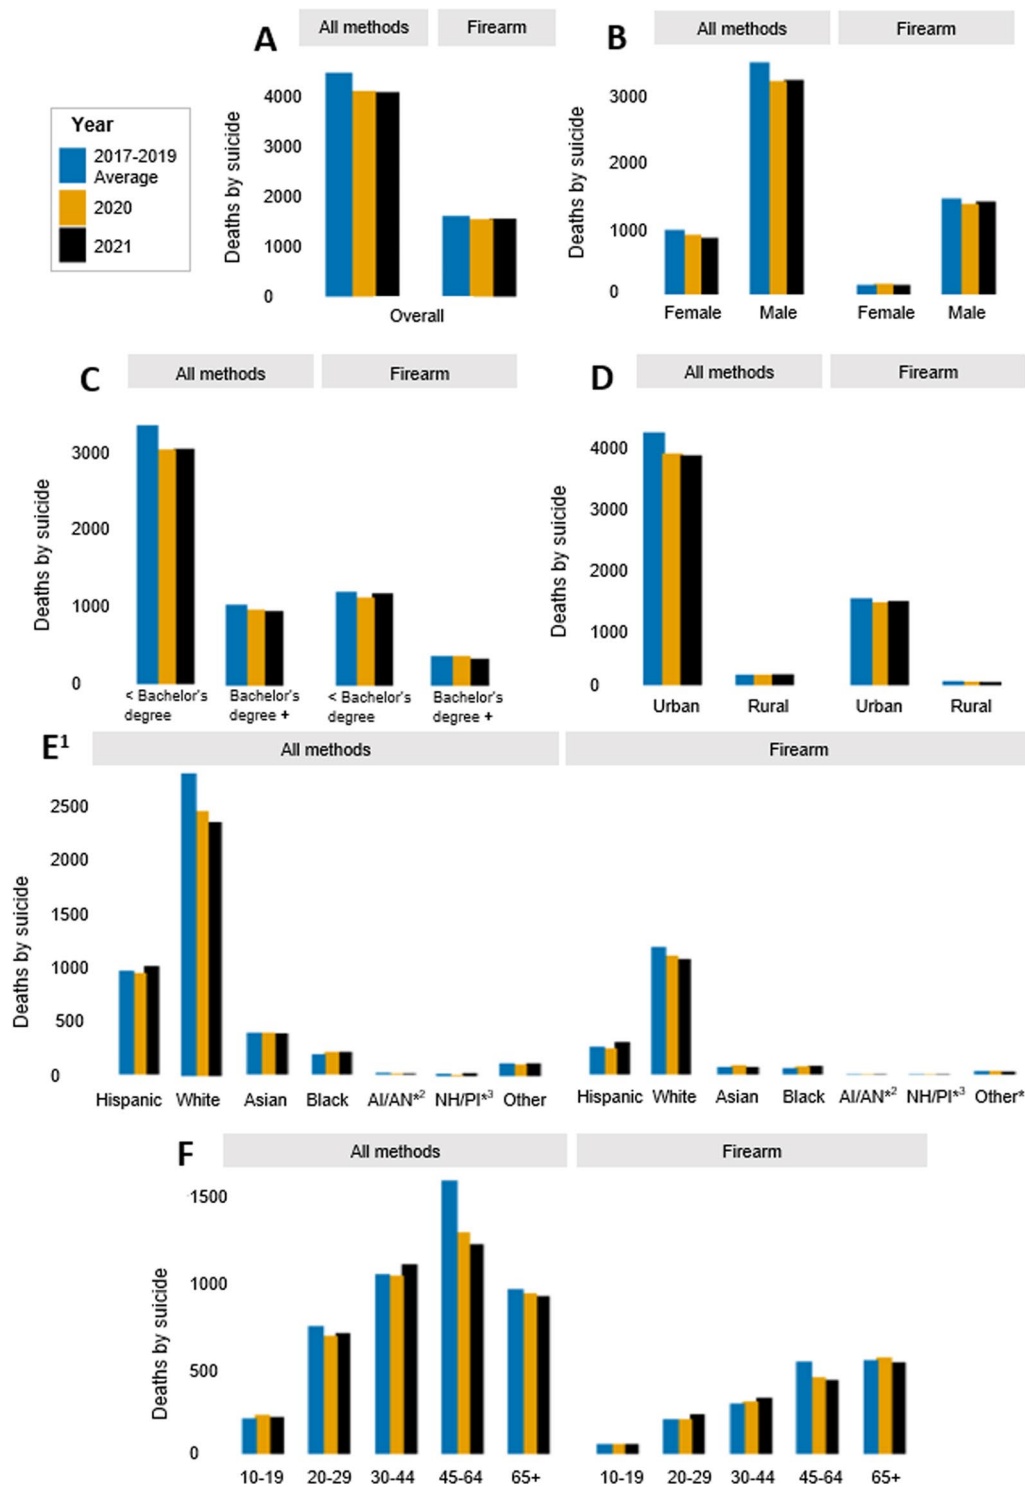 A
All methods
Firearm
Deaths by suicide
4000
3000
2000
1000
0
Overall
B
All methods
Firearm
Deaths by suicide
3000
2000
1000
0
Female
Male
Female
Male
Year
2017-2019
Average
2020
2021
C
All methods
Firearm
Deaths by suicide
3000
2000
1000
0
< Bachelor's
degree
Bachelor's
degree +
< Bachelor's
degree
Bachelor's
degree +
D
All methods
Firearm
Deaths by suicide
4000
3000
2000
1000
0
Urban
Rural
Urban
Rural
E¹
All methods
Firearm
Deaths by suicide
2500
2000
1500
1000
500
0
Hispanic
White
Asian
Black
AI/AN*²
NH/PI*³
Other
Hispanic
White
Asian
Black
AI/AN*²
NH/PI*³
Other*
F
All methods
Firearm
Deaths by suicide
1500
1000
500
0
10-19
20-29
30-44
45-64
65+
10-19
20-29
30-44
45-64
65+